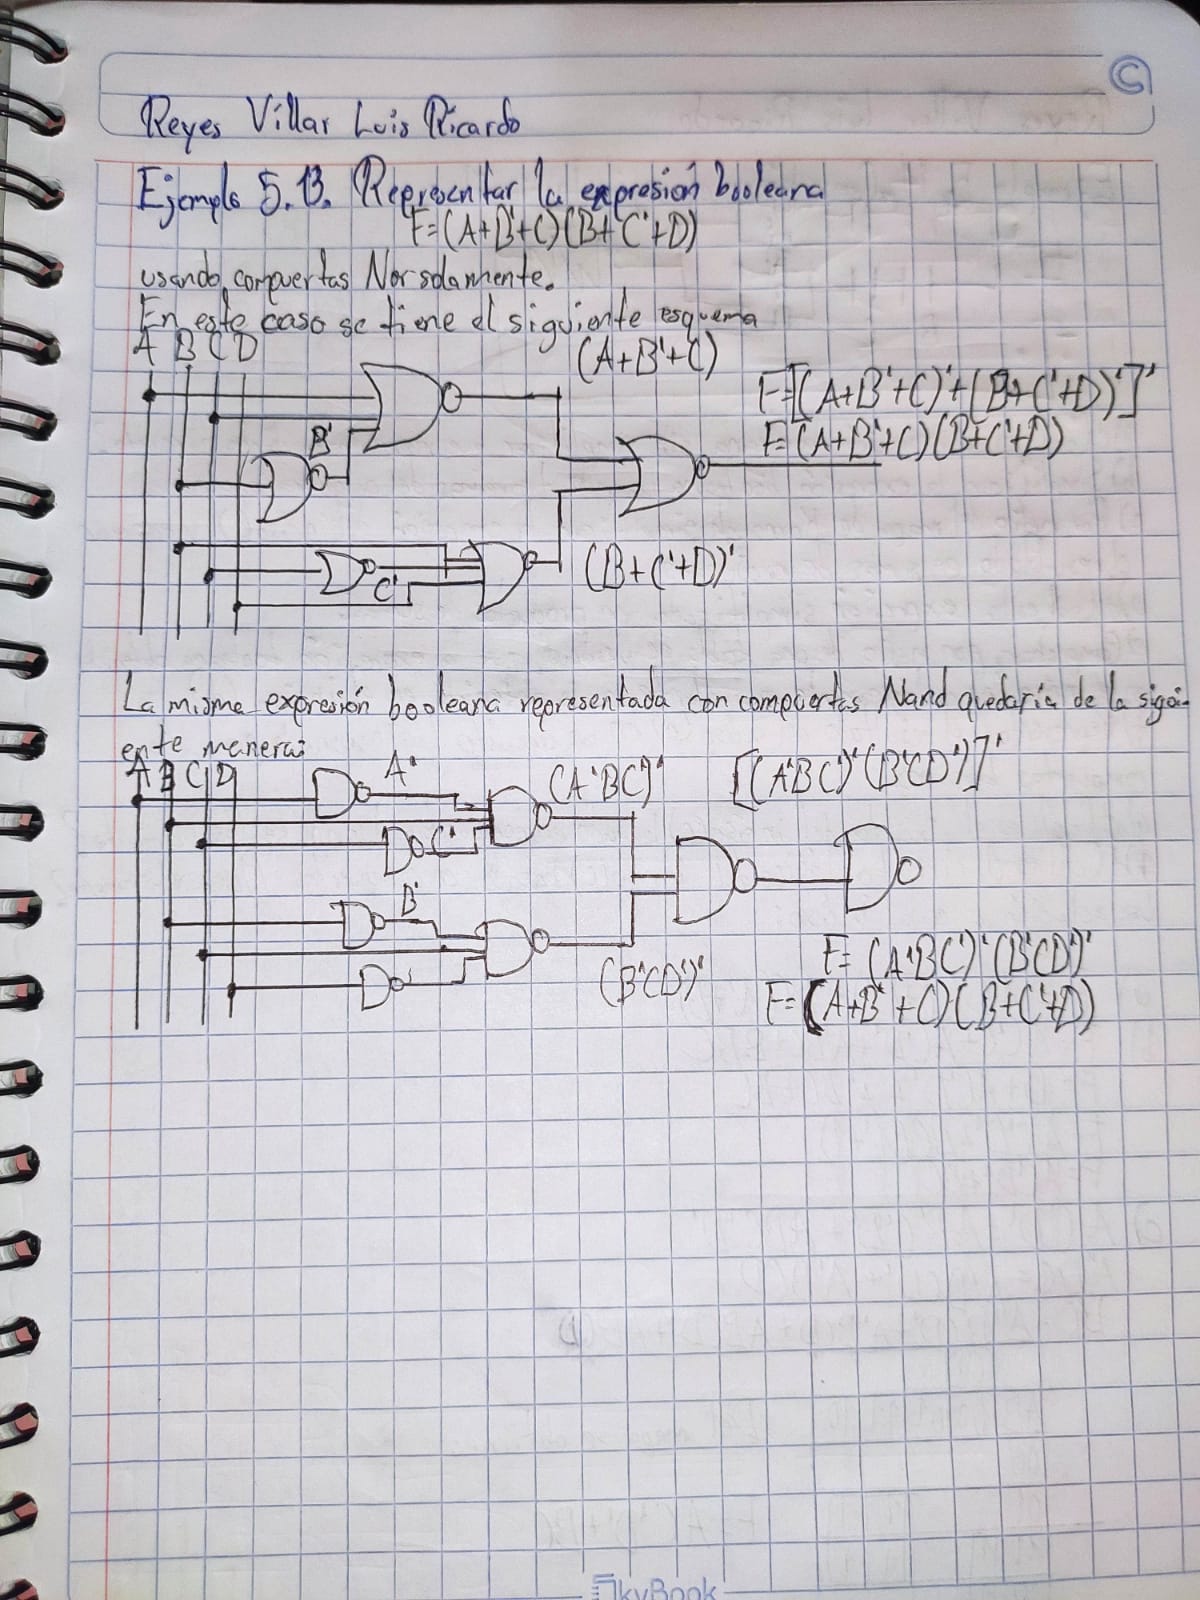 Reyes Villar Luis Ricardo
Ejemplo 5.13. Representar la expresión booleana
F=(A+B'+C)(B+C'+D)
usando compuertas Nor solamente.
En este caso se tiene el siguiente esquema
A B C D
(A+B'+C)
F=[(A+B'+C)'+(B+C'+D)']'
F=(A+B'+C)(B+C'+D)
B'
C'
(B+C'+D)'
La misma expresión booleana representada con compuertas Nand quedaría de la sigui-
ente manera:
A B C D
A'
(A'BC')'
[(A'BC)'(B'CD')']'
C'
B'
(B'CD')'
F=(A'BC')'(B'CD')'
F=(A+B'+C)(B+C'+D)
SkyBook